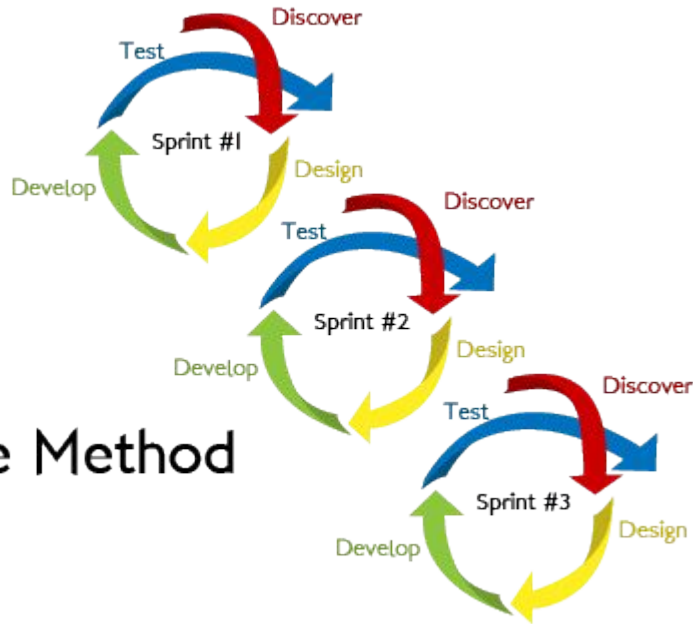 Discover
Test
Sprint #1
Design
Develop
Discover
Test
Sprint #2
Design
Develop
Discover
Test
e Method
Sprint #3
Design
Develop